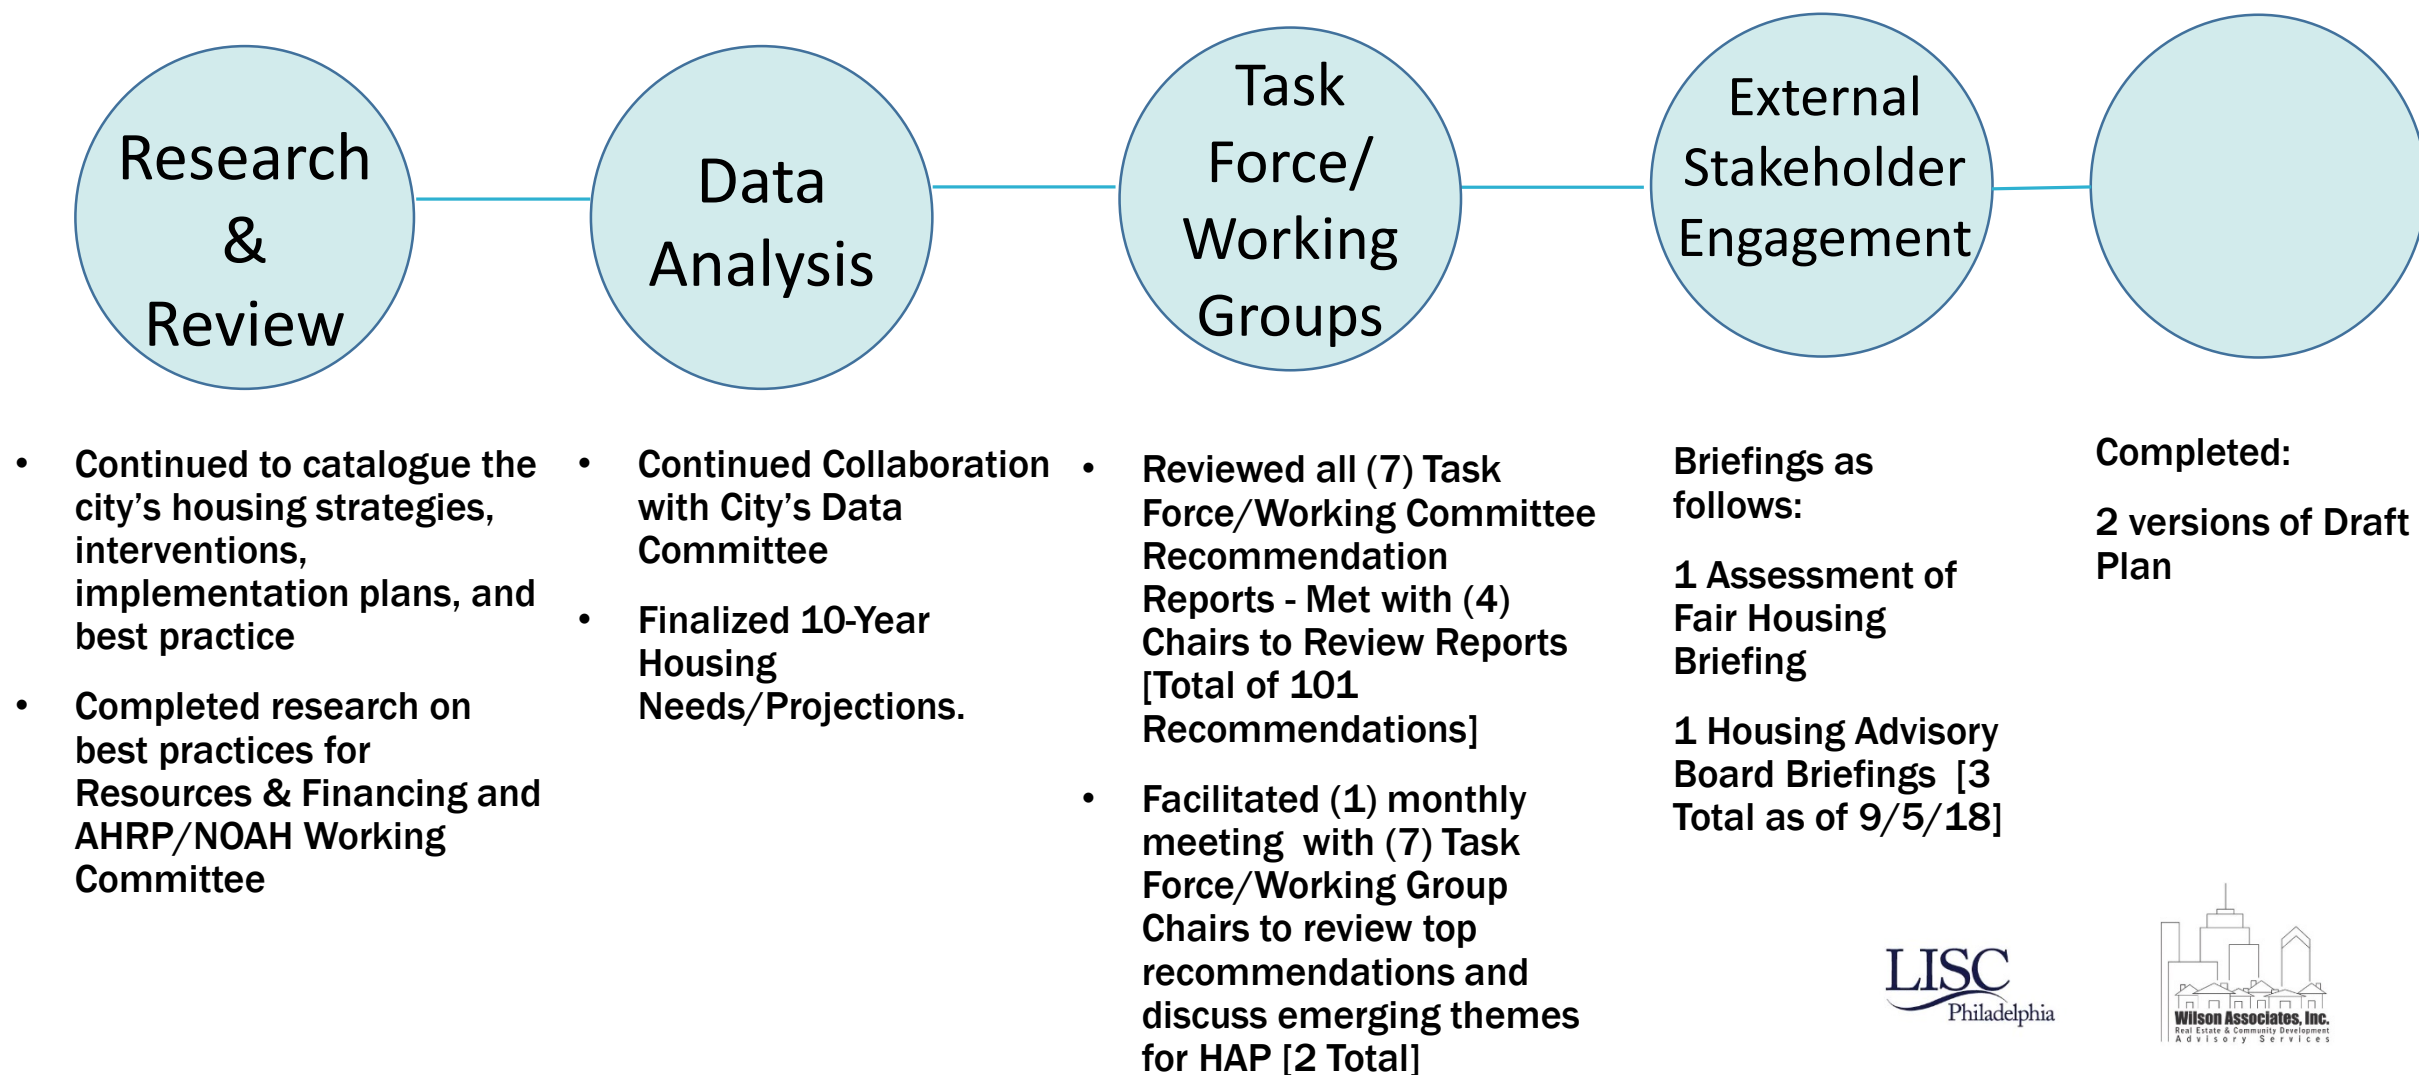 Research
&
Review
Data
Analysis
Task
Force/
Working
Groups
External
Stakeholder
Engagement
• Continued to catalogue the
city’s housing strategies,
interventions,
implementation plans, and
best practice
• Completed research on
best practices for
Resources & Financing and
AHRP/NOAH Working
Committee
• Continued Collaboration
with City’s Data
Committee
• Finalized 10-Year
Housing
Needs/Projections.
• Reviewed all (7) Task
Force/Working Committee
Recommendation
Reports - Met with (4)
Chairs to Review Reports
[Total of 101
Recommendations]
• Facilitated (1) monthly
meeting with (7) Task
Force/Working Group
Chairs to review top
recommendations and
discuss emerging themes
for HAP [2 Total]
Briefings as
follows:
1 Assessment of
Fair Housing
Briefing
1 Housing Advisory
Board Briefings [3
Total as of 9/5/18]
Completed:
2 versions of Draft
Plan
LISC
Philadelphia
Wilson Associates, Inc.
Real Estate & Community Development
Advisory Services